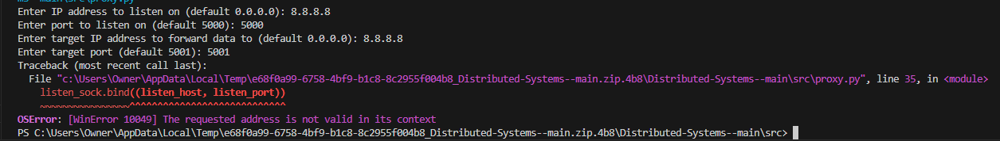 ms--main\src\proxy.py
Enter IP address to listen on (default 0.0.0.0): 8.8.8.8
Enter port to listen on (default 5000): 5000
Enter target IP address to forward data to (default 0.0.0.0): 8.8.8.8
Enter target port (default 5001): 5001
Traceback (most recent call last):
  File "c:\Users\Owner\AppData\Local\Temp\e68f0a99-6758-4bf9-b1c8-8c2955f004b8_Distributed-Systems--main.zip.4b8\Distributed-Systems--main\src\proxy.py", line 35, in <module>
    listen_sock.bind((listen_host, listen_port))
    ~~~~~~~~~~~~~~~~^^^^^^^^^^^^^^^^^^^^^^^^^^^^
OSError: [WinError 10049] The requested address is not valid in its context
PS C:\Users\Owner\AppData\Local\Temp\e68f0a99-6758-4bf9-b1c8-8c2955f004b8_Distributed-Systems--main.zip.4b8\Distributed-Systems--main\src>